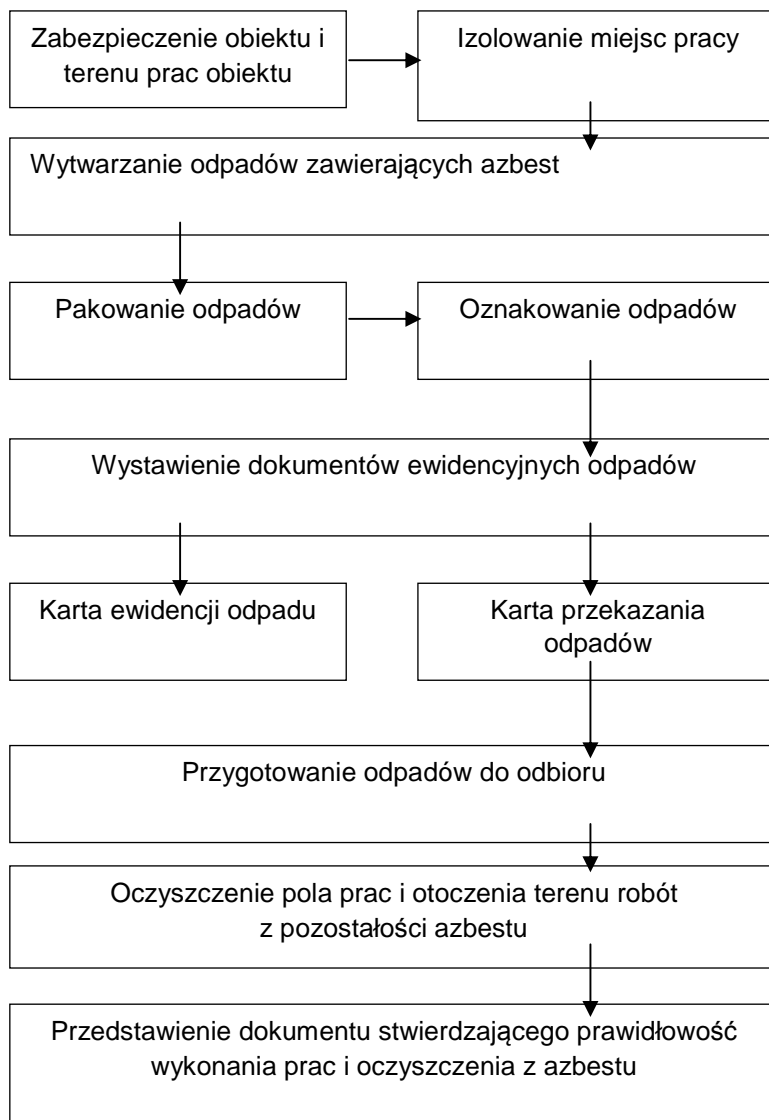 Zabezpieczenie obiektu i
terenu prac obiektu
Izolowanie miejsc pracy
Wytwarzanie odpadów zawierających azbest
Pakowanie odpadów
Oznakowanie odpadów
Wystawienie dokumentów ewidencyjnych odpadów
Karta ewidencji odpadu
Karta przekazania
odpadów
Przygotowanie odpadów do odbioru
Oczyszczenie pola prac i otoczenia terenu robót
z pozostałości azbestu
Przedstawienie dokumentu stwierdzającego prawidłowość
wykonania prac i oczyszczenia z azbestu